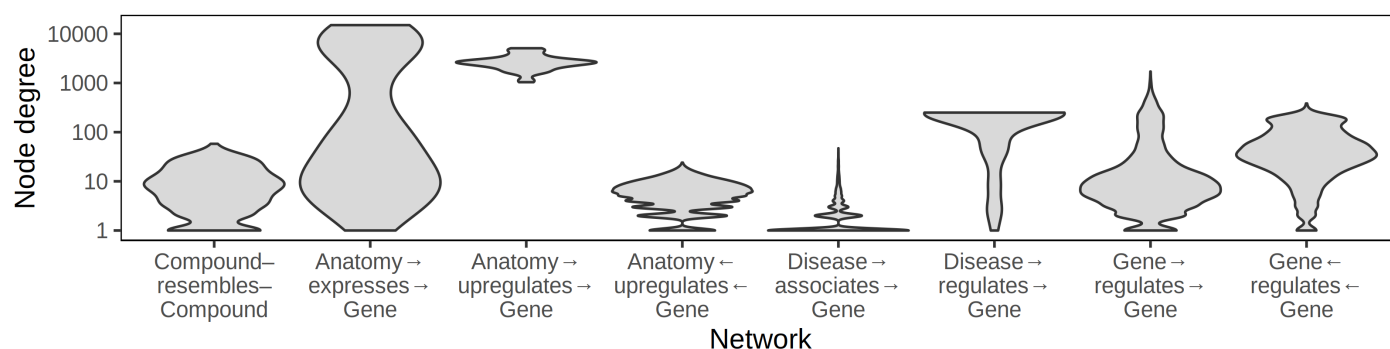 Node degree
10000
1000
100
10
1
Compound–
resembles–
Compound
Anatomy→
expresses→
Gene
Anatomy→
upregulates→
Gene
Anatomy←
upregulates←
Gene
Disease→
associates→
Gene
Disease→
regulates→
Gene
Gene→
regulates→
Gene
Gene←
regulates←
Gene
Network